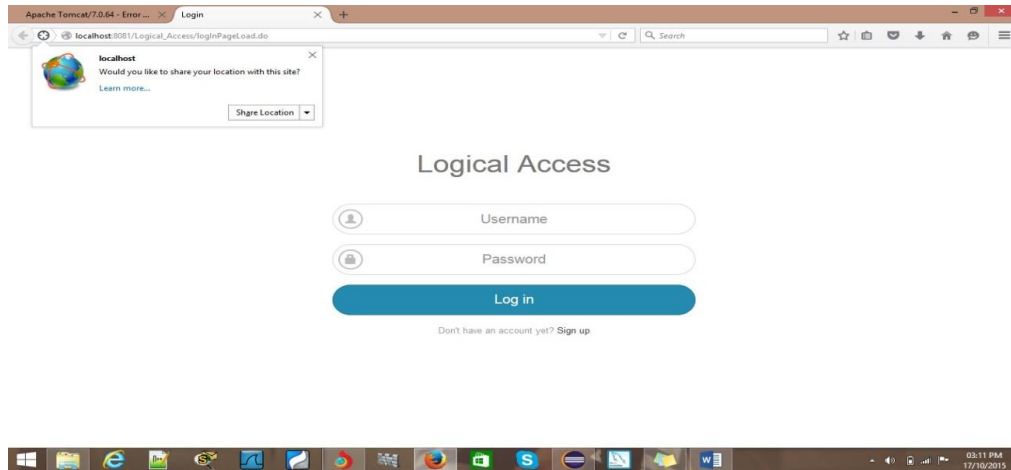 Apache Tomcat/7.0.64 - Error ...
Login
localhost:8081/Logical_Access/logInPageLoad.do
Search
localhost
Would you like to share your location with this site?
Learn more...
Share Location
Logical Access
Username
Password
Log in
Don't have an account yet? Sign up
03:11 PM
17/10/2015